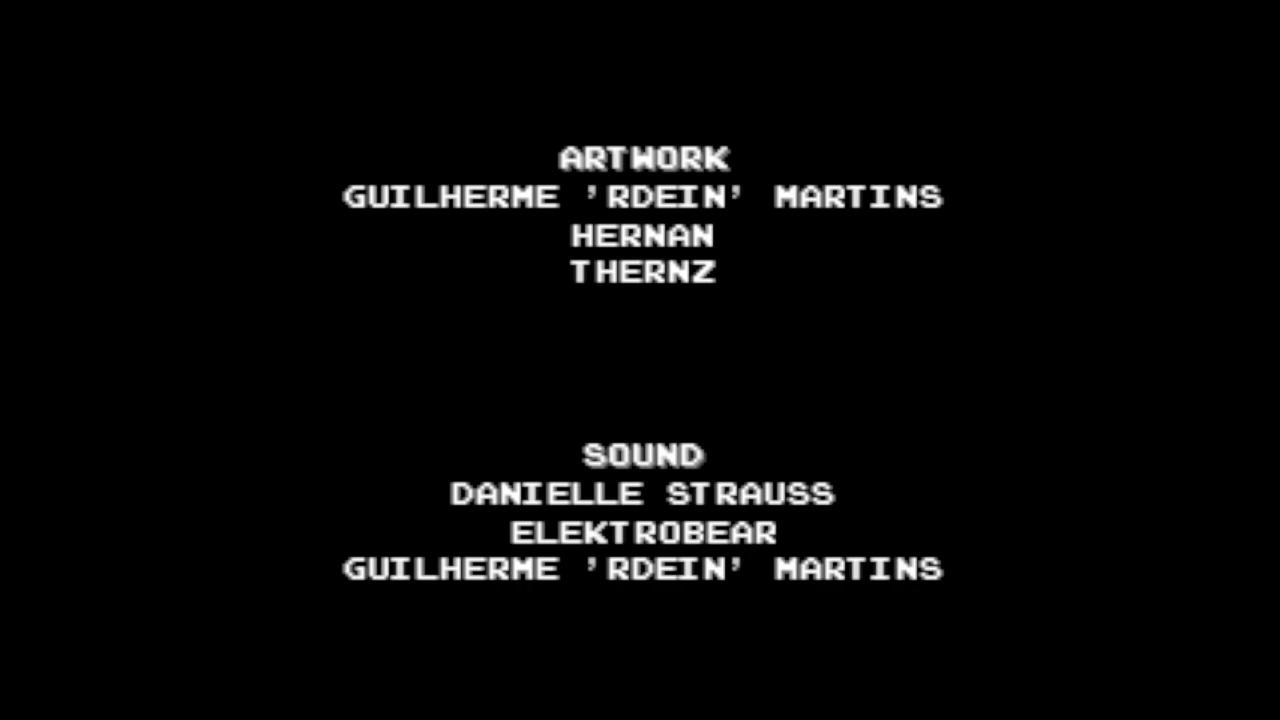 ARTWORK
GUILHERME 'RDEIN' MARTINS
HERNAN
THERNZ
SOUND
DANIELLE STRAUSS
ELEKTROBEAR
GUILHERME 'RDEIN' MARTINS